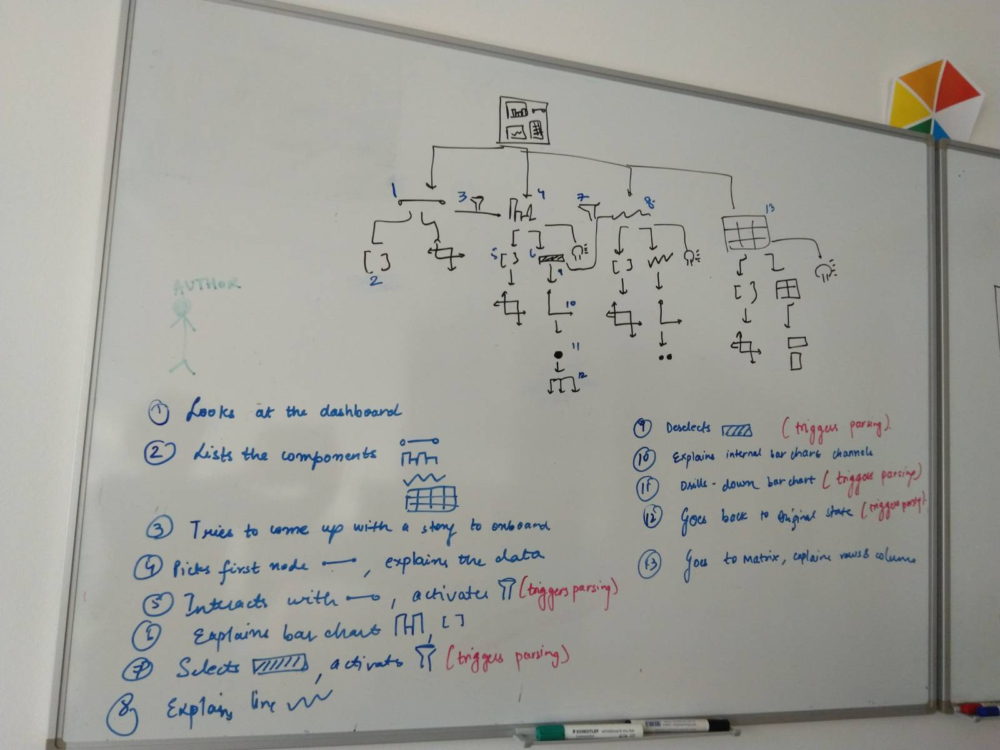 1
3
4
7
8.
13
[ ]
2
5 [ ]
6
[ ]
[ ]
9
10
11
12
AUTHOR
① Looks at the dashboard
② Lists the components
③ Tries to come up with a story to onboard
④ Picks first node , explains the data
⑤ Interacts with , activates (triggers parsing)
⑥ Explains bar chart , [ ]
⑦ Selects , activats (triggers parsing)
⑧ Explains line
⑨ Deselects (triggers parsing).
⑩ Explains internal bar chart channels
⑪ Drills-down bar chart (triggers parsing)
⑫ Goes back to original state (triggers parsing).
⑬ Goes to matrix, explains rows & columns
STAEDTLER whiteboard marker